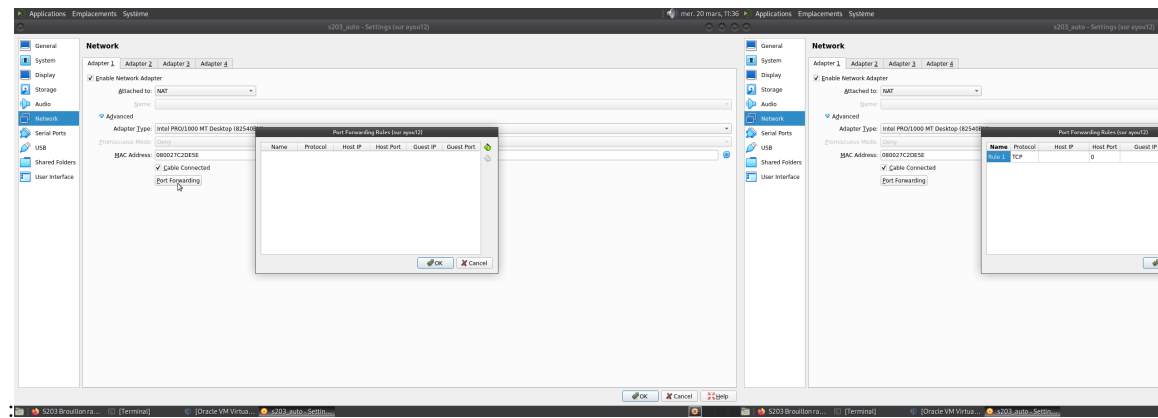 Applications Emplacements Système
mer. 20 mars, 11:36
s203_auto - Settings (sur ayou12)
General
System
Display
Storage
Audio
Network
Serial Ports
USB
Shared Folders
User Interface
Network
Adapter 1 Adapter 2 Adapter 3 Adapter 4
Enable Network Adapter
Attached to: NAT
Name:
Advanced
Adapter Type: Intel PRO/1000 MT Desktop (82540
Promiscuous Mode: Deny
MAC Address: 080027C2DE5E
Cable Connected
Port Forwarding
Port Forwarding Rules (sur ayou12)
Name Protocol Host IP Host Port Guest IP Guest Port
OK Cancel
OK Cancel Help
S203 Brouillon ra... [Terminal] [Oracle VM Virtua... s203_auto - Settin...
Applications Emplacements Système
s203_auto - Settings (sur ayou12)
General
System
Display
Storage
Audio
Network
Serial Ports
USB
Shared Folders
User Interface
Network
Adapter 1 Adapter 2 Adapter 3 Adapter 4
Enable Network Adapter
Attached to: NAT
Name:
Advanced
Adapter Type: Intel PRO/1000 MT Desktop (82540
Promiscuous Mode: Deny
MAC Address: 080027C2DE5E
Cable Connected
Port Forwarding
Port Forwarding Rules (sur ayou12)
Name Protocol Host IP Host Port Guest IP
Rule 1 TCP 0
S203 Brouillon ra... [Terminal] [Oracle VM Virtua... s203_auto - Settin...
: